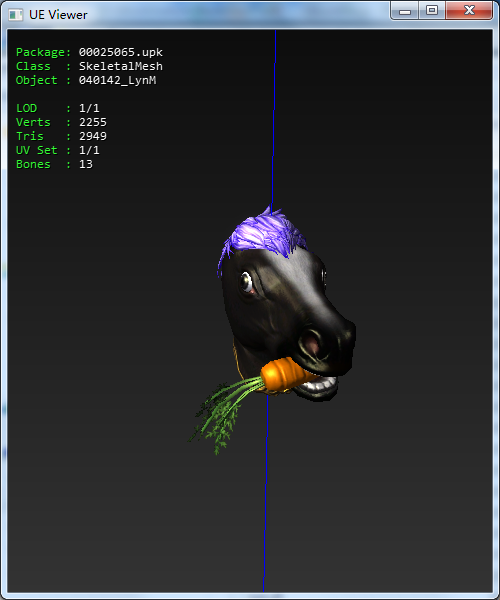 UE Viewer
Package: 00025065.upk
Class  : SkeletalMesh
Object : 040142_LynM
LOD    : 1/1
Verts  : 2255
Tris   : 2949
UV Set : 1/1
Bones  : 13